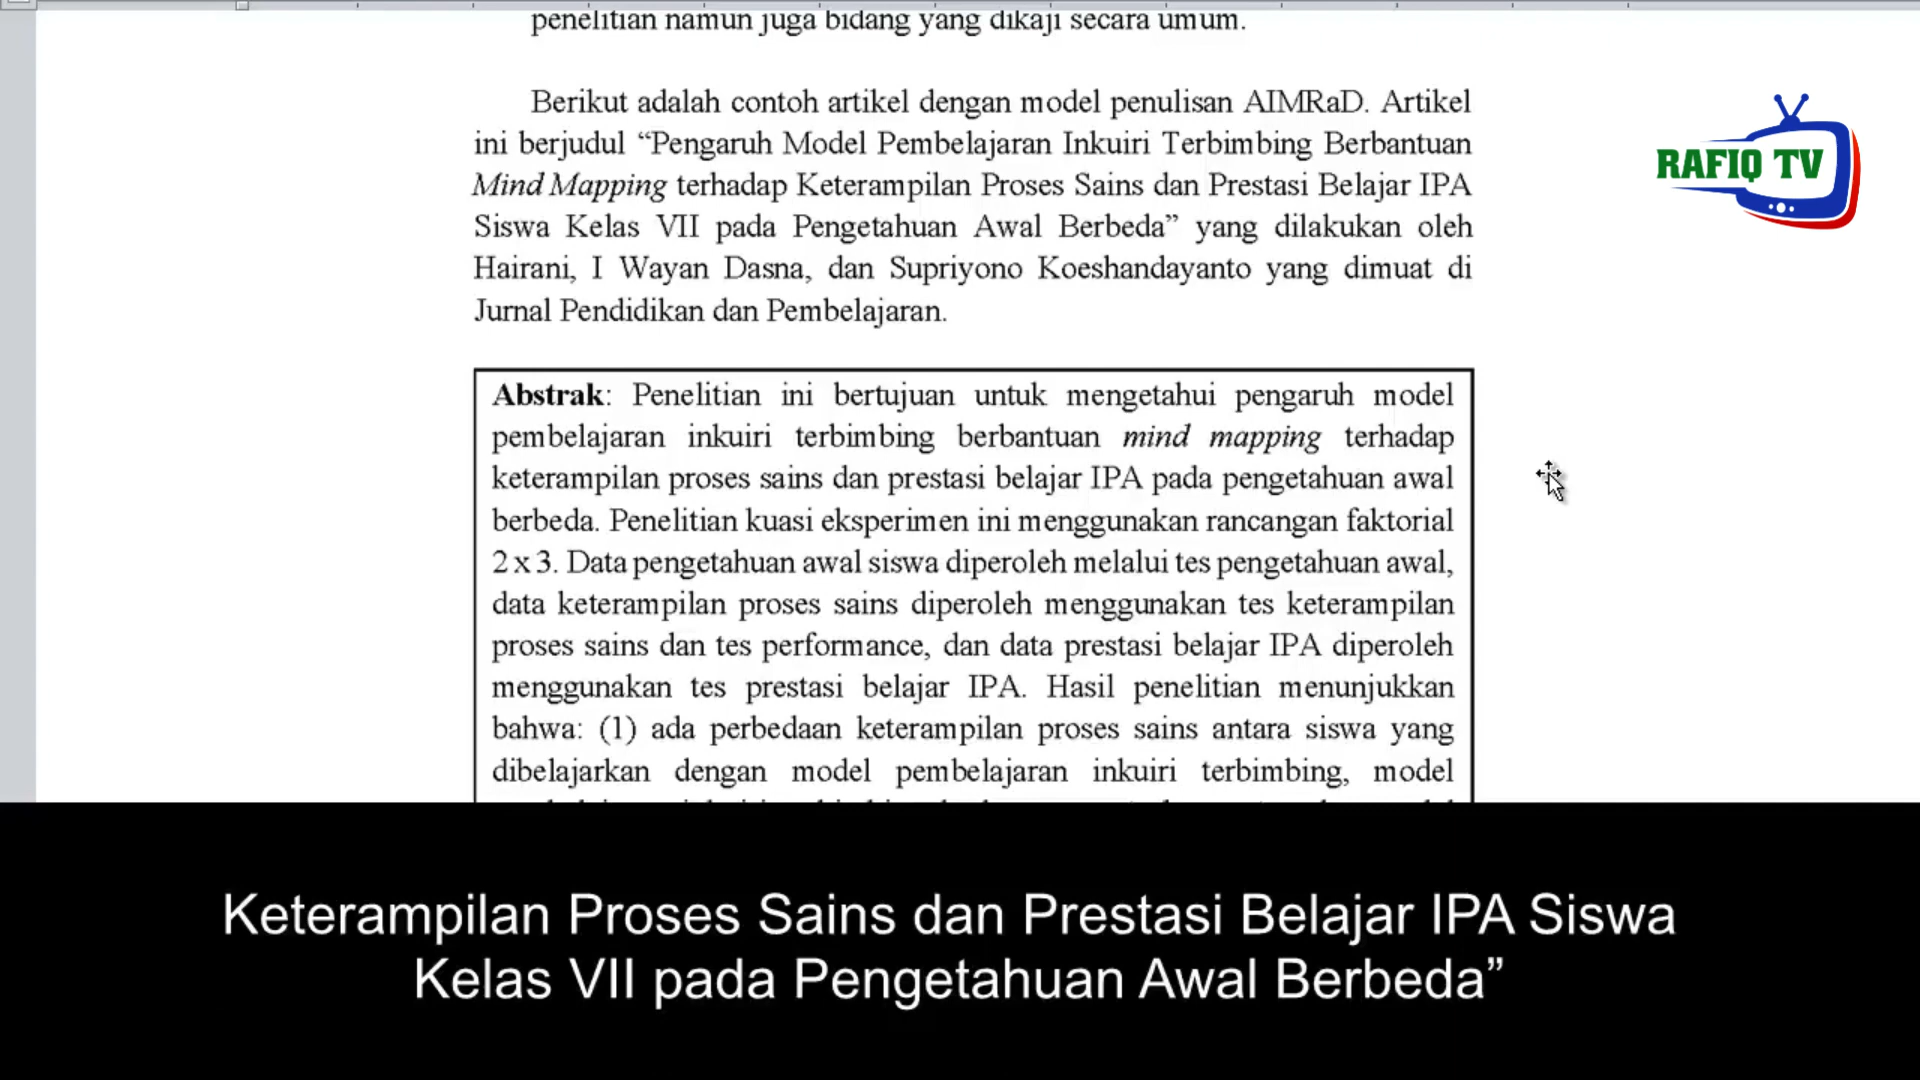 penelitian namun juga bidang yang dikaji secara umum.
Berikut adalah contoh artikel dengan model penulisan AIMRaD. Artikel
ini berjudul “Pengaruh Model Pembelajaran Inkuiri Terbimbing Berbantuan
Mind Mapping terhadap Keterampilan Proses Sains dan Prestasi Belajar IPA
Siswa Kelas VII pada Pengetahuan Awal Berbeda” yang dilakukan oleh
Hairani, I Wayan Dasna, dan Supriyono Koeshandayanto yang dimuat di
Jurnal Pendidikan dan Pembelajaran.
RAFIQ TV
Abstrak: Penelitian ini bertujuan untuk mengetahui pengaruh model
pembelajaran inkuiri terbimbing berbantuan mind mapping terhadap
keterampilan proses sains dan prestasi belajar IPA pada pengetahuan awal
berbeda. Penelitian kuasi eksperimen ini menggunakan rancangan faktorial
2 x 3. Data pengetahuan awal siswa diperoleh melalui tes pengetahuan awal,
data keterampilan proses sains diperoleh menggunakan tes keterampilan
proses sains dan tes performance, dan data prestasi belajar IPA diperoleh
menggunakan tes prestasi belajar IPA. Hasil penelitian menunjukkan
bahwa: (1) ada perbedaan keterampilan proses sains antara siswa yang
dibelajarkan dengan model pembelajaran inkuiri terbimbing, model
Keterampilan Proses Sains dan Prestasi Belajar IPA Siswa
Kelas VII pada Pengetahuan Awal Berbeda”